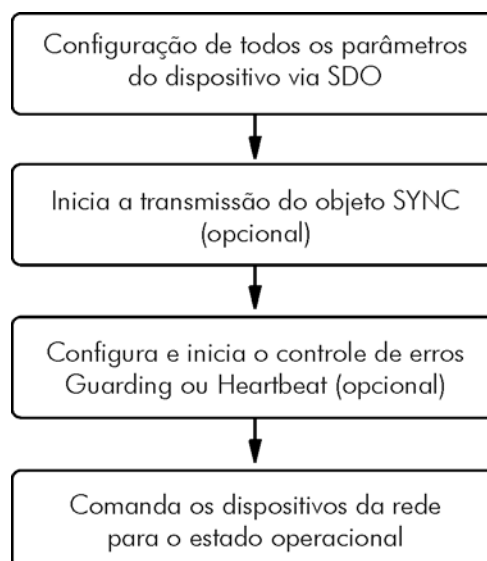 Configuração de todos os parâmetros
do dispositivo via SDO
Inicia a transmissão do objeto SYNC
(opcional)
Configura e inicia o controle de erros
Guarding ou Heartbeat (opcional)
Comanda os dispositivos da rede
para o estado operacional